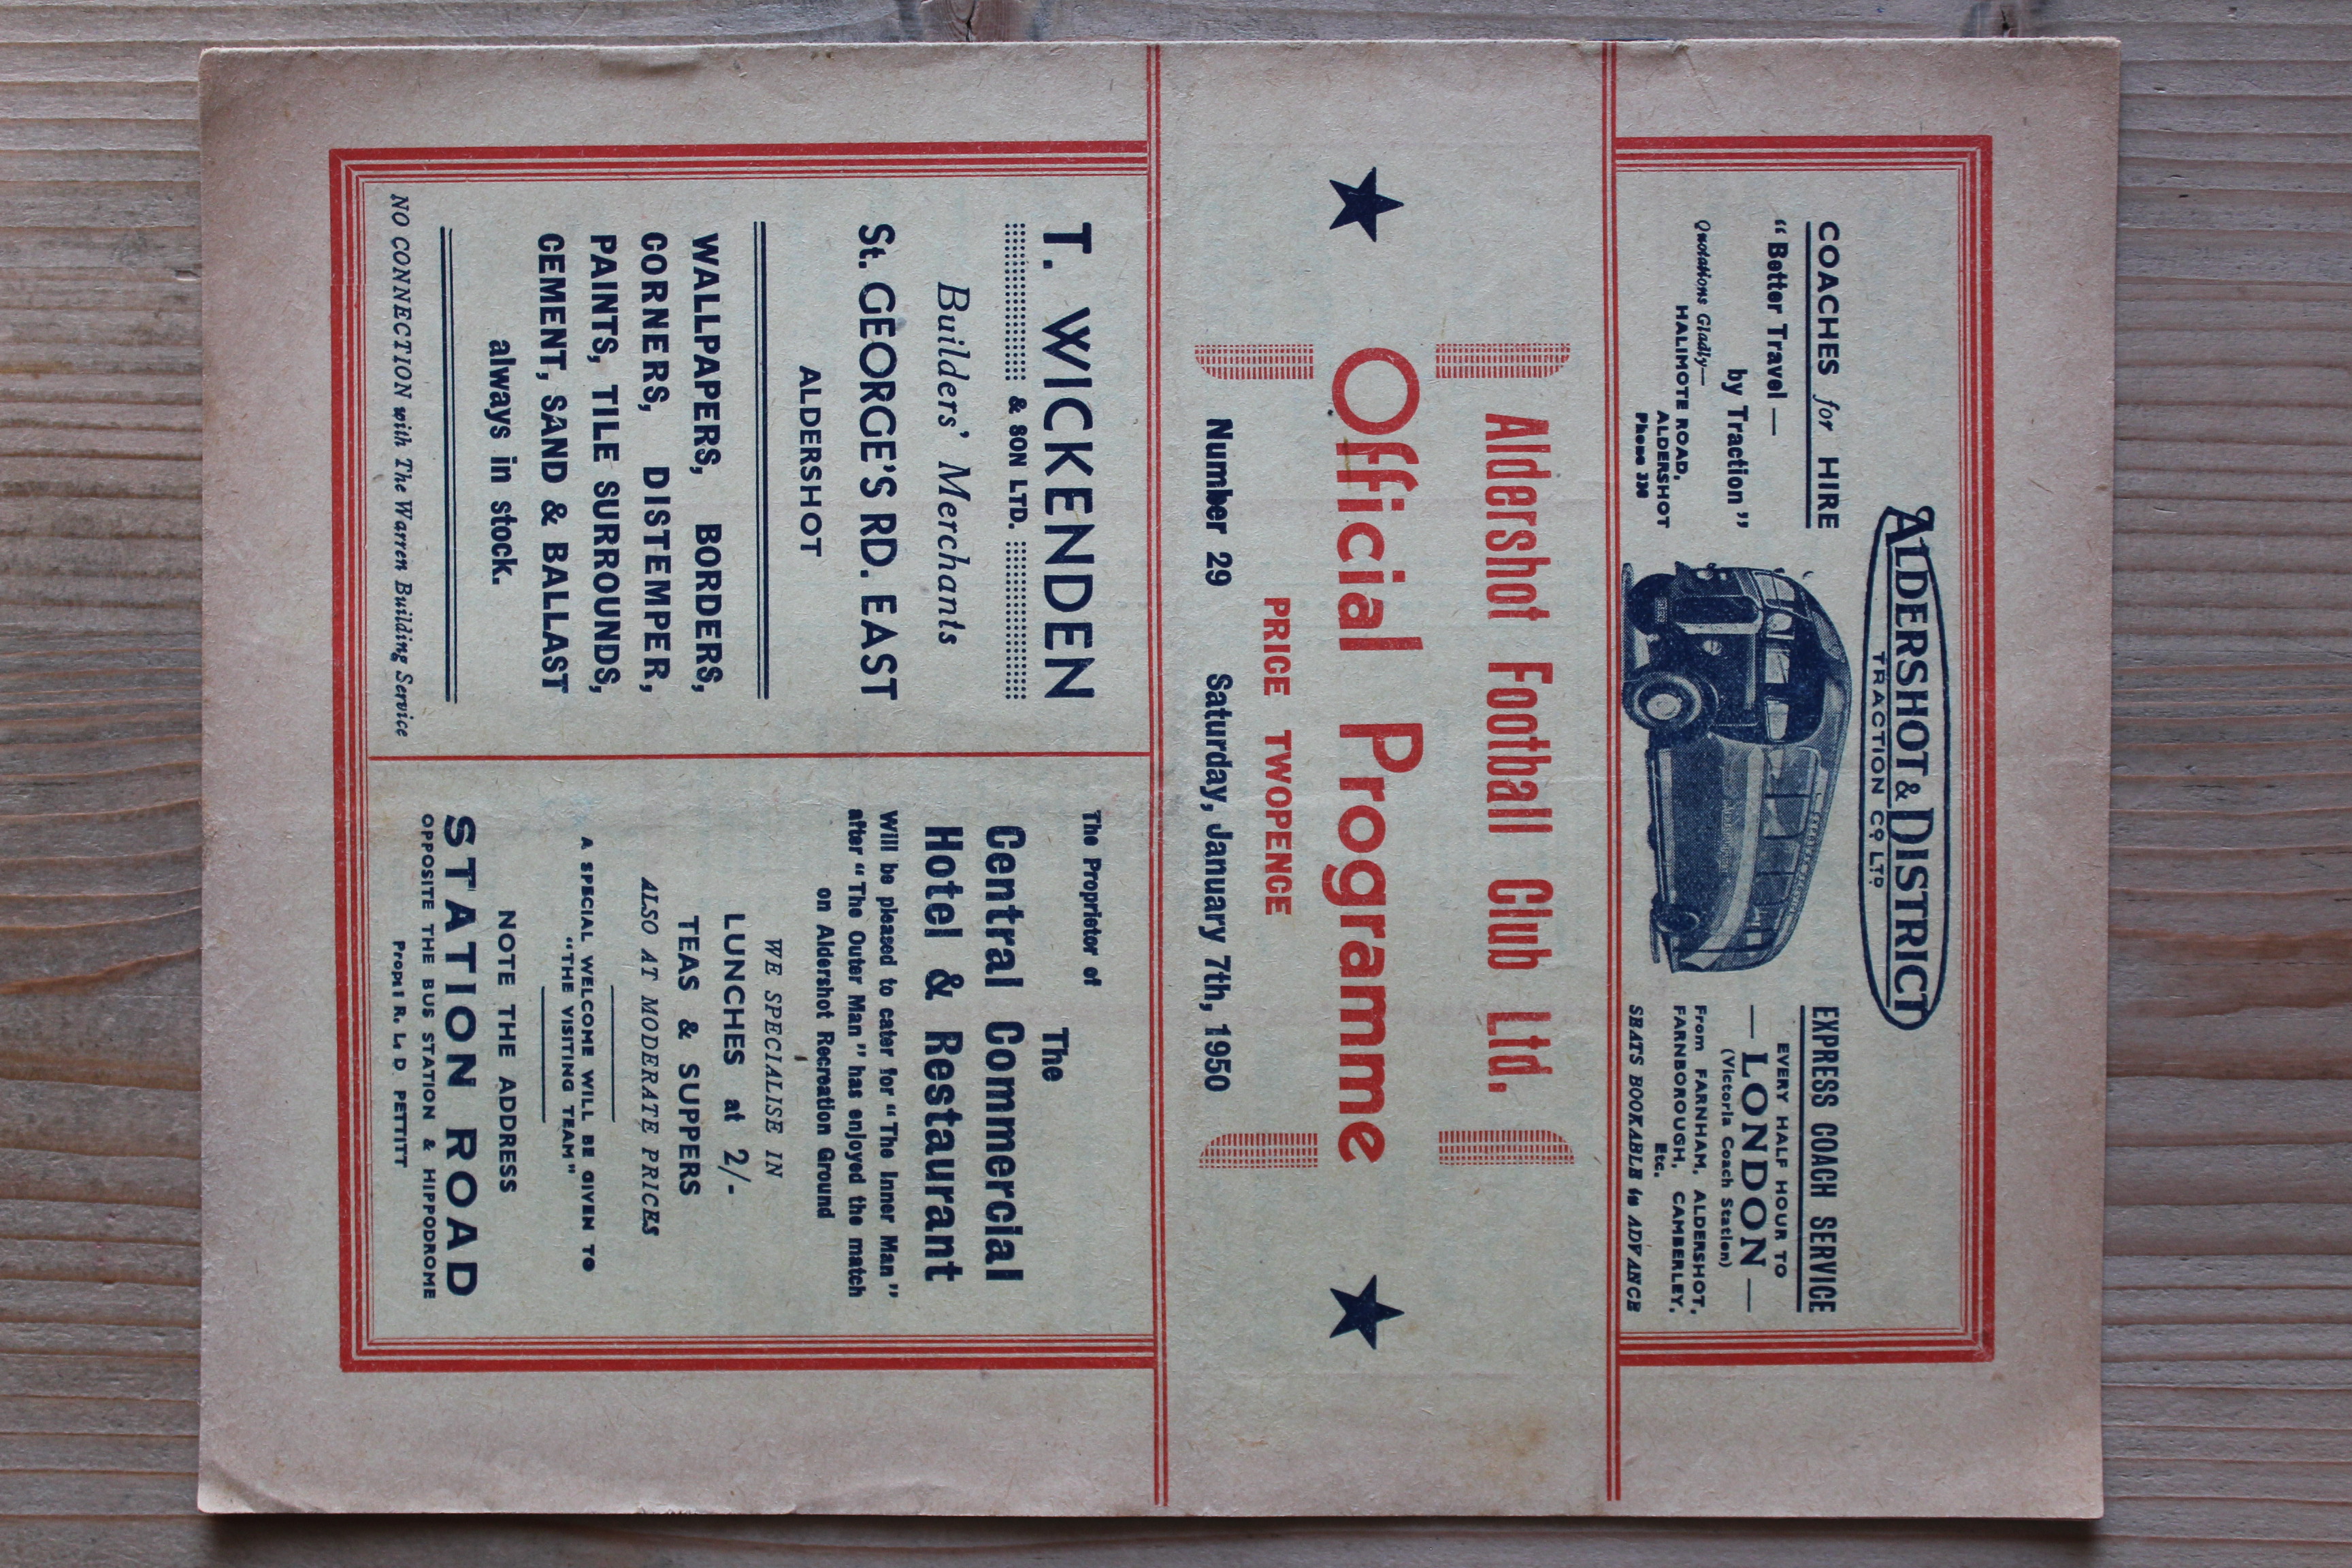 ALDERSHOT & DISTRICT
TRACTION CO LTD
COACHES for HIRE
"Better Travel—
by Traction"
Quotations Gladly—
HALIMOTE ROAD,
ALDERSHOT
Phone 336
EXPRESS COACH SERVICE
EVERY HALF HOUR TO
— LONDON —
(Victoria Coach Station)
From FARNHAM, ALDERSHOT,
FARNBOROUGH, CAMBERLEY,
Etc.
SEATS BOOKABLE in ADVANCE
Aldershot Football Club Ltd.
Official Programme
PRICE TWOPENCE
Number 29 Saturday, January 7th, 1950
T. WICKENDEN
& SON LTD.
Builders' Merchants
St. GEORGE'S RD. EAST
ALDERSHOT
WALLPAPERS, BORDERS,
CORNERS, DISTEMPER,
PAINTS, TILE SURROUNDS,
CEMENT, SAND & BALLAST
always in stock.
NO CONNECTION with The Warren Building Service
The Proprietor of
The
Central Commercial
Hotel & Restaurant
Will be pleased to cater for "The Inner Man"
after "The Outer Man" has enjoyed the match
on Aldershot Recreation Ground
WE SPECIALISE IN
LUNCHES at 2/-
TEAS & SUPPERS
ALSO AT MODERATE PRICES
A SPECIAL WELCOME WILL BE GIVEN TO
"THE VISITING TEAM"
NOTE THE ADDRESS
STATION ROAD
OPPOSITE THE BUS STATION & HIPPODROME
Prop: R. L. D. PETTITT